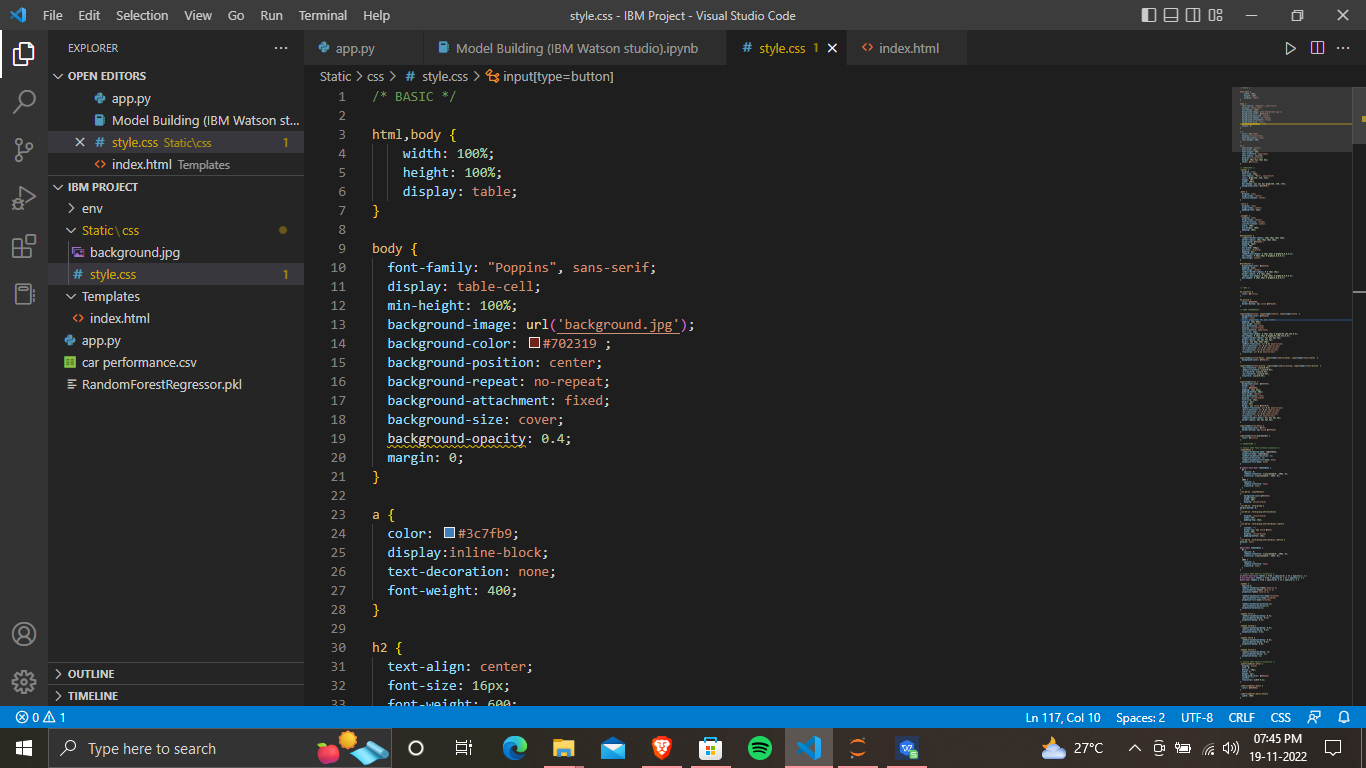 File Edit Selection View Go Run Terminal Help
style.css - IBM Project - Visual Studio Code
EXPLORER
OPEN EDITORS
app.py
Model Building (IBM Watson st...
style.css Static\css 1
index.html Templates
IBM PROJECT
env
Static\css
background.jpg
# style.css 1
Templates
index.html
app.py
car performance.csv
RandomForestRegressor.pkl
OUTLINE
TIMELINE
app.py Model Building (IBM Watson studio).ipynb # style.css 1 index.html
Static > css > # style.css > input[type=button]
1 /* BASIC */
2
3 html,body {
4 width: 100%;
5 height: 100%;
6 display: table;
7 }
8
9 body {
10 font-family: "Poppins", sans-serif;
11 display: table-cell;
12 min-height: 100%;
13 background-image: url('background.jpg');
14 background-color: #702319 ;
15 background-position: center;
16 background-repeat: no-repeat;
17 background-attachment: fixed;
18 background-size: cover;
19 background-opacity: 0.4;
20 margin: 0;
21 }
22
23 a {
24 color: #3c7fb9;
25 display:inline-block;
26 text-decoration: none;
27 font-weight: 400;
28 }
29
30 h2 {
31 text-align: center;
32 font-size: 16px;
33 font-weight: 600;
0 1 Ln 117, Col 10 Spaces: 2 UTF-8 CRLF CSS
Type here to search
27°C
07:45 PM
19-11-2022